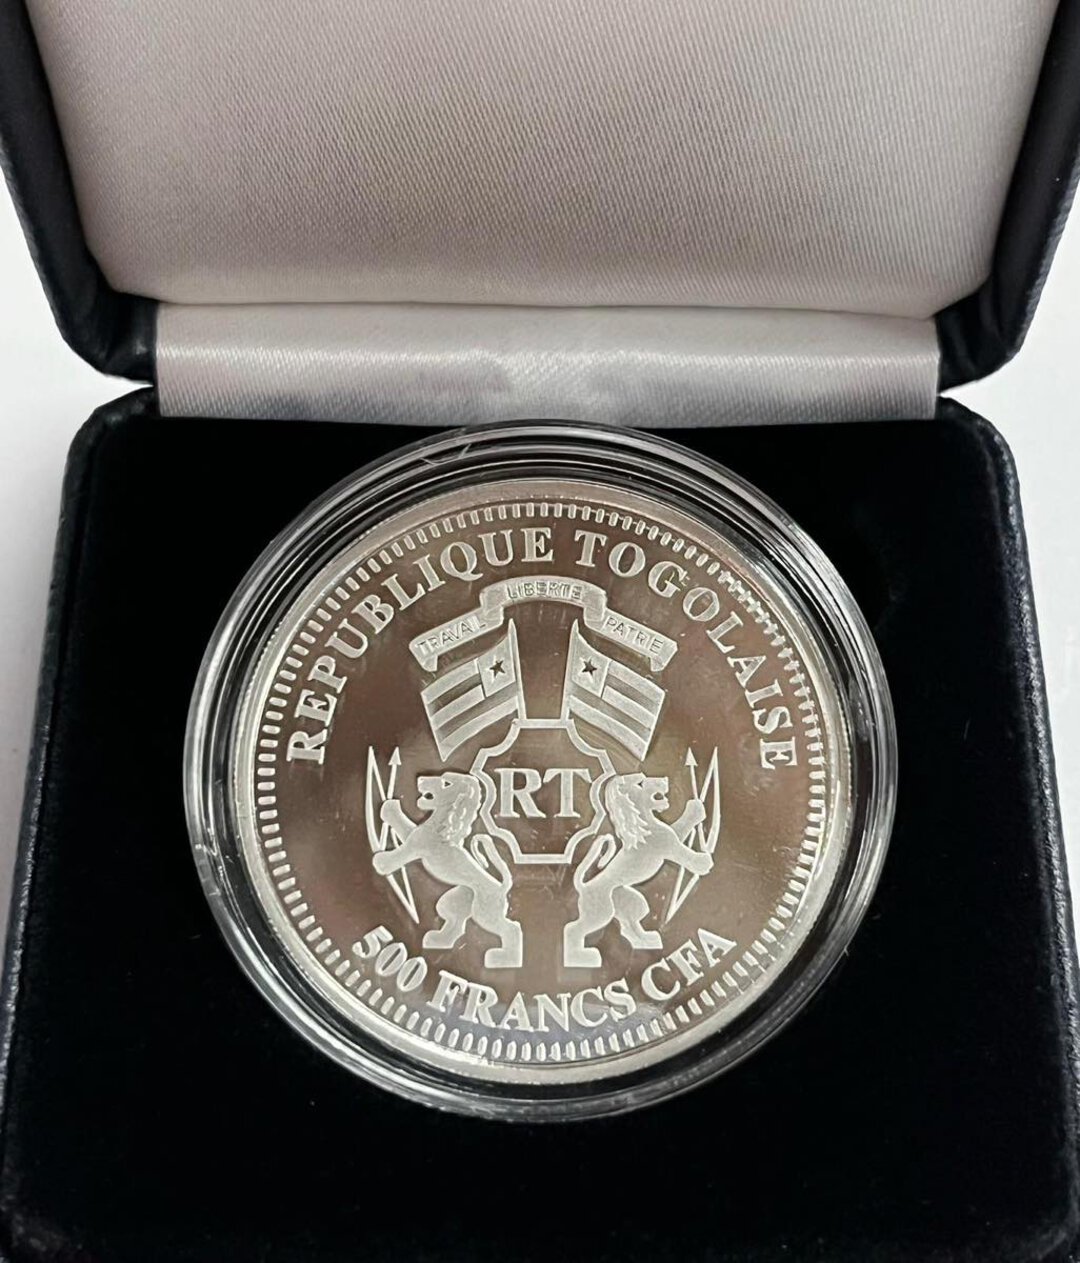 REPUBLIQUE TOGOLAISE
TRAVAIL LIBERTE PATRIE
RT
500 FRANCS CFA